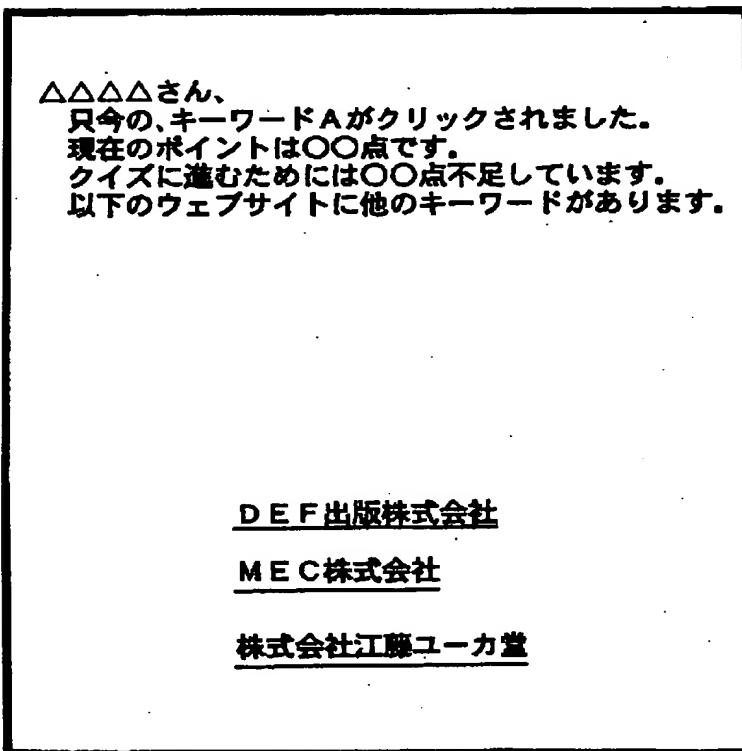 △△△△さん、
只今の、キーワードAがクリックされました。
現在のポイントは〇〇点です。
クイズに進むためには〇〇点不足しています。
以下のウェブサイトに他のキーワードがあります。
DEF出版株式会社
MEC株式会社
株式会社江藤ユーカ堂